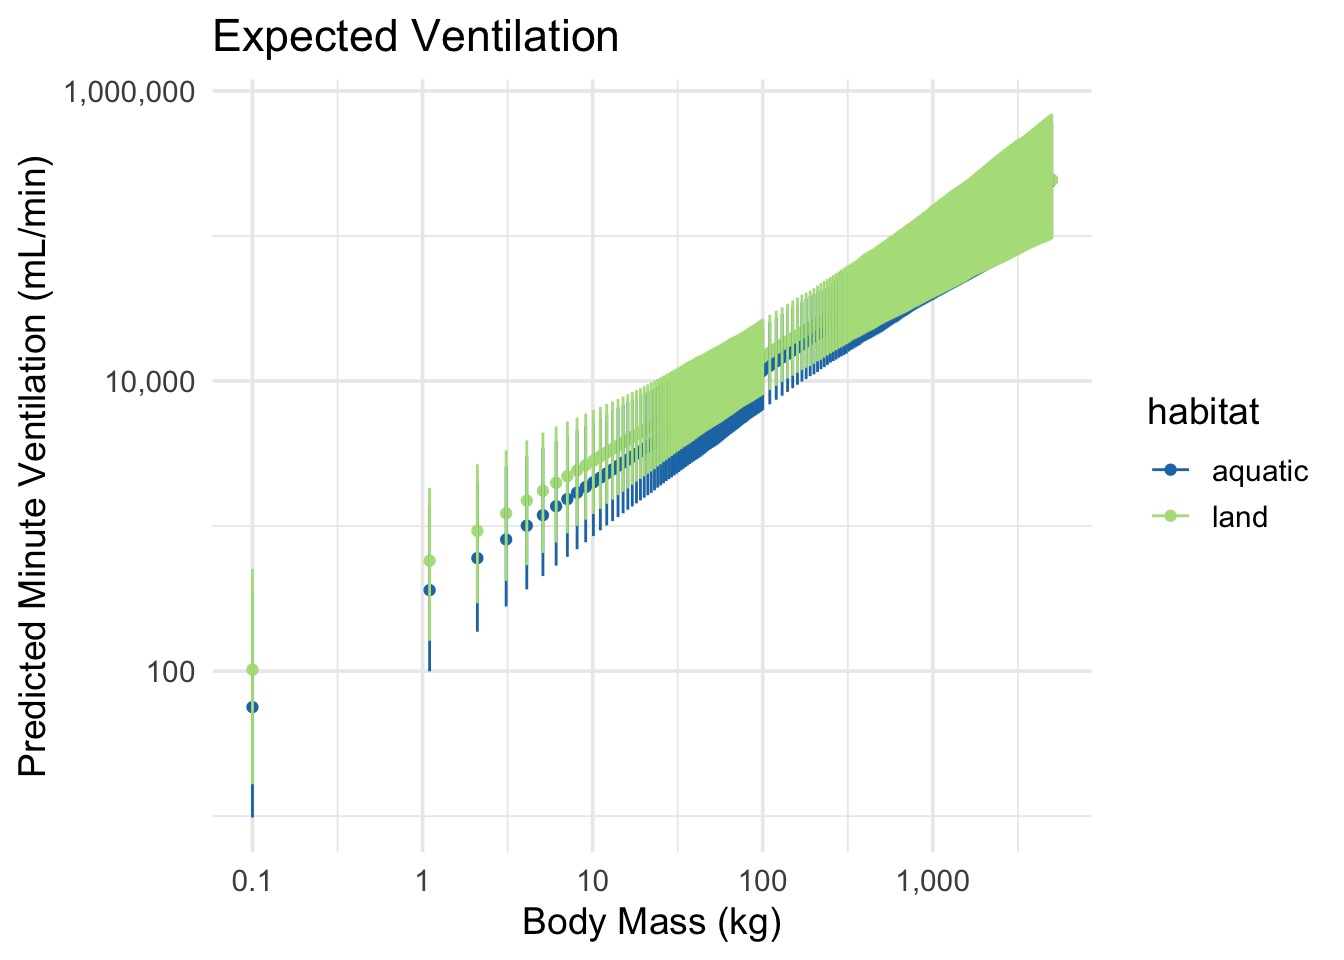 Expected Ventilation
Predicted Minute Ventilation (mL/min)
1,000,000
10,000
100
0.1
1
10
100
1,000
Body Mass (kg)
habitat
aquatic
land